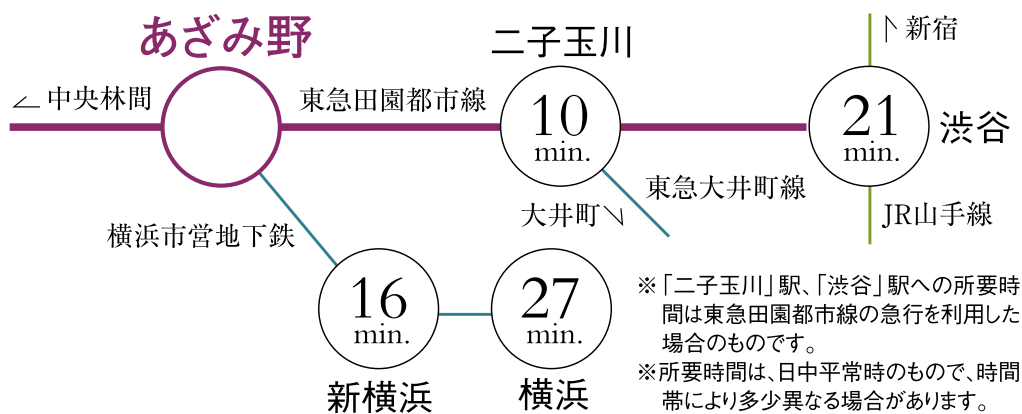 あざみ野
二子玉川
新宿
中央林間
東急田園都市線
10
min.
21
min.
渋谷
東急大井町線
大井町
JR山手線
横浜市営地下鉄
16
min.
新横浜
27
min.
横浜
※「二子玉川」駅、「渋谷」駅への所要時
間は東急田園都市線の急行を利用した
場合のものです。
※所要時間は、日中平常時のもので、時間
帯により多少異なる場合があります。